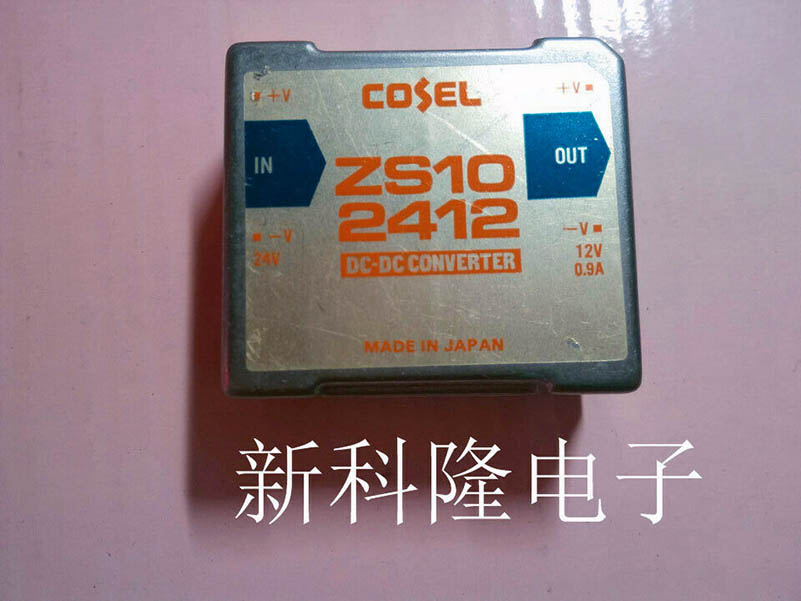 COSEL
+V
+V
IN
OUT
ZS10
2412
-V
-V
24V
12V
DC-DC CONVERTER
0.9A
MADE IN JAPAN
新科隆电子